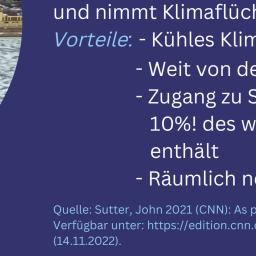 und nimmt Klimaflüch
Vorteile: - Kühles Klim
- Weit von de
- Zugang zu S
10%! des w
enthält
- Räumlich n
Quelle: Sutter, John 2021 (CNN): As p
Verfügbar unter: https://edition.cnn.
(14.11.2022).